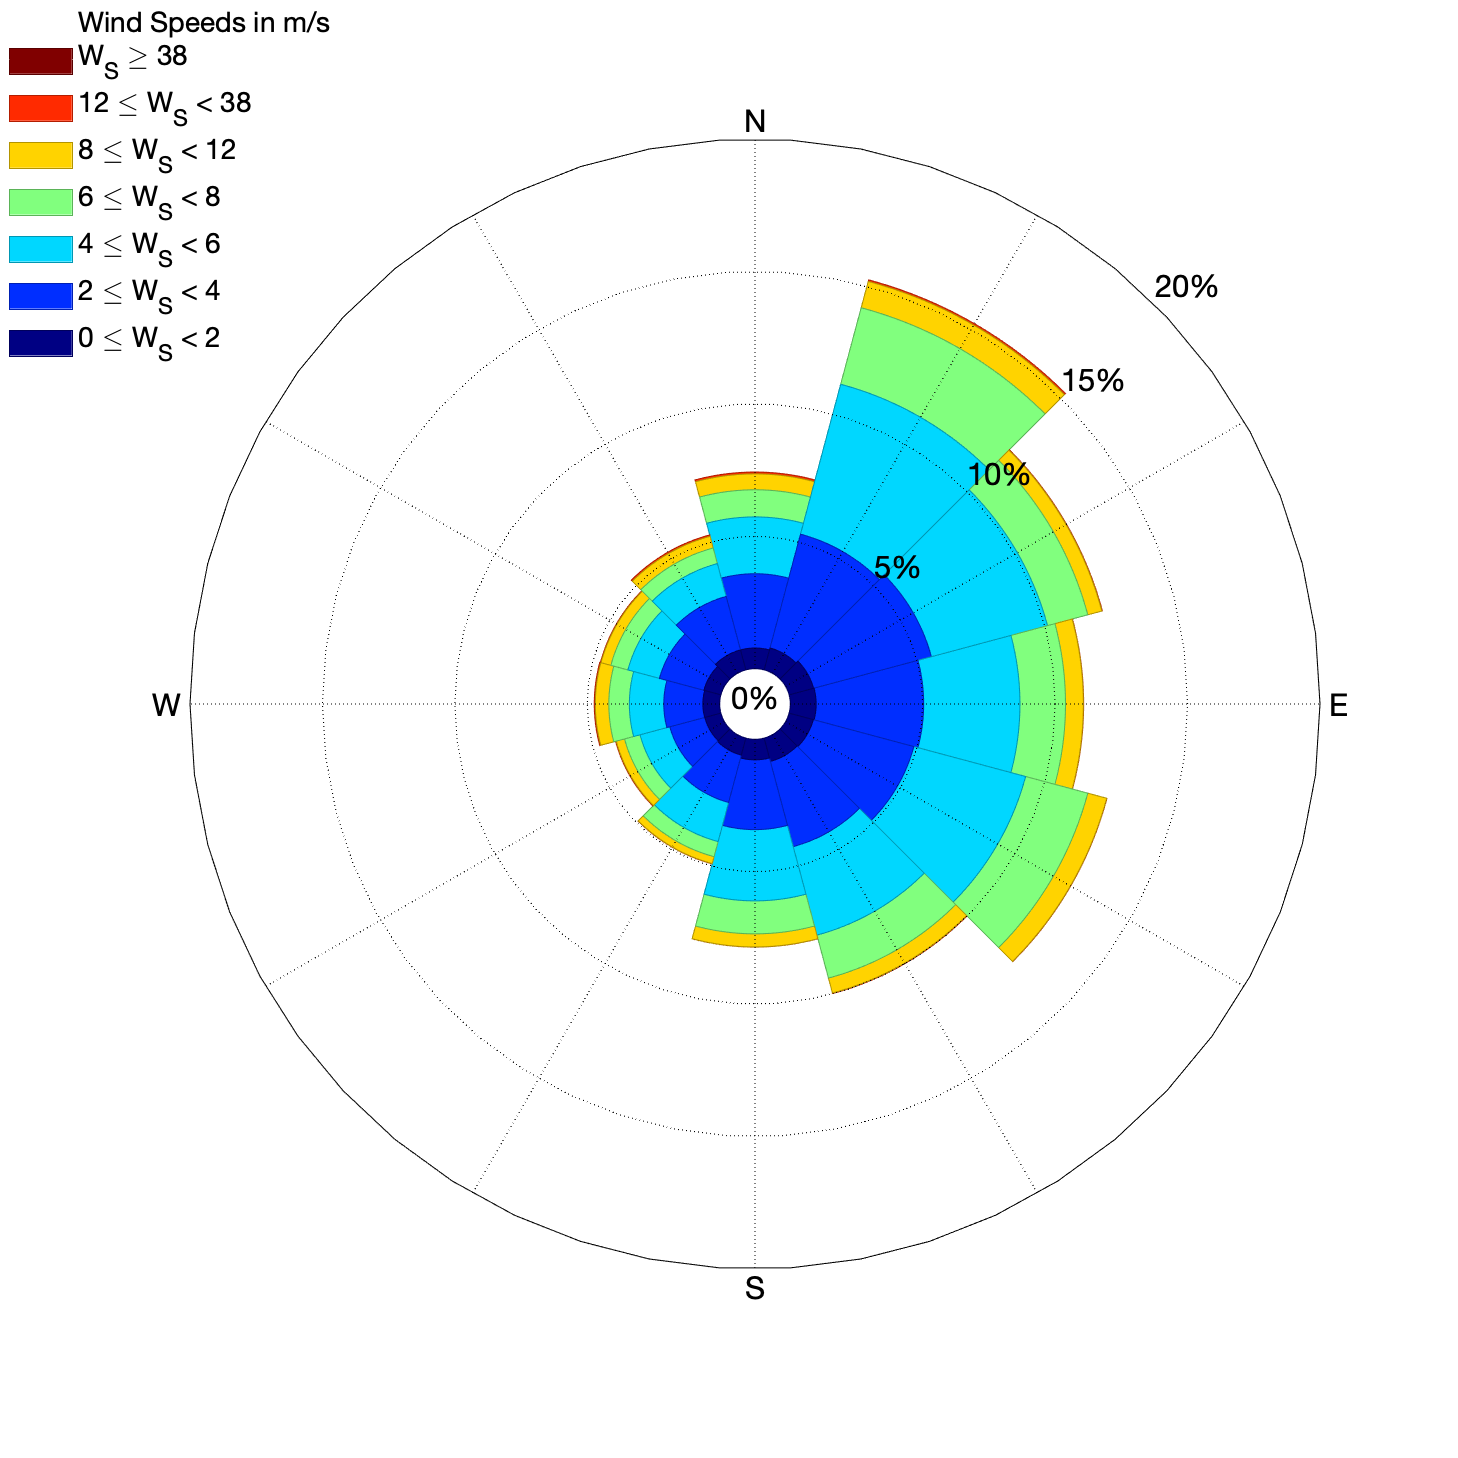 Wind Speeds in m/s
W_S ≥ 38
12 ≤ W_S < 38
8 ≤ W_S < 12
6 ≤ W_S < 8
4 ≤ W_S < 6
2 ≤ W_S < 4
0 ≤ W_S < 2
N
20%
15%
10%
5%
0%
W
E
S